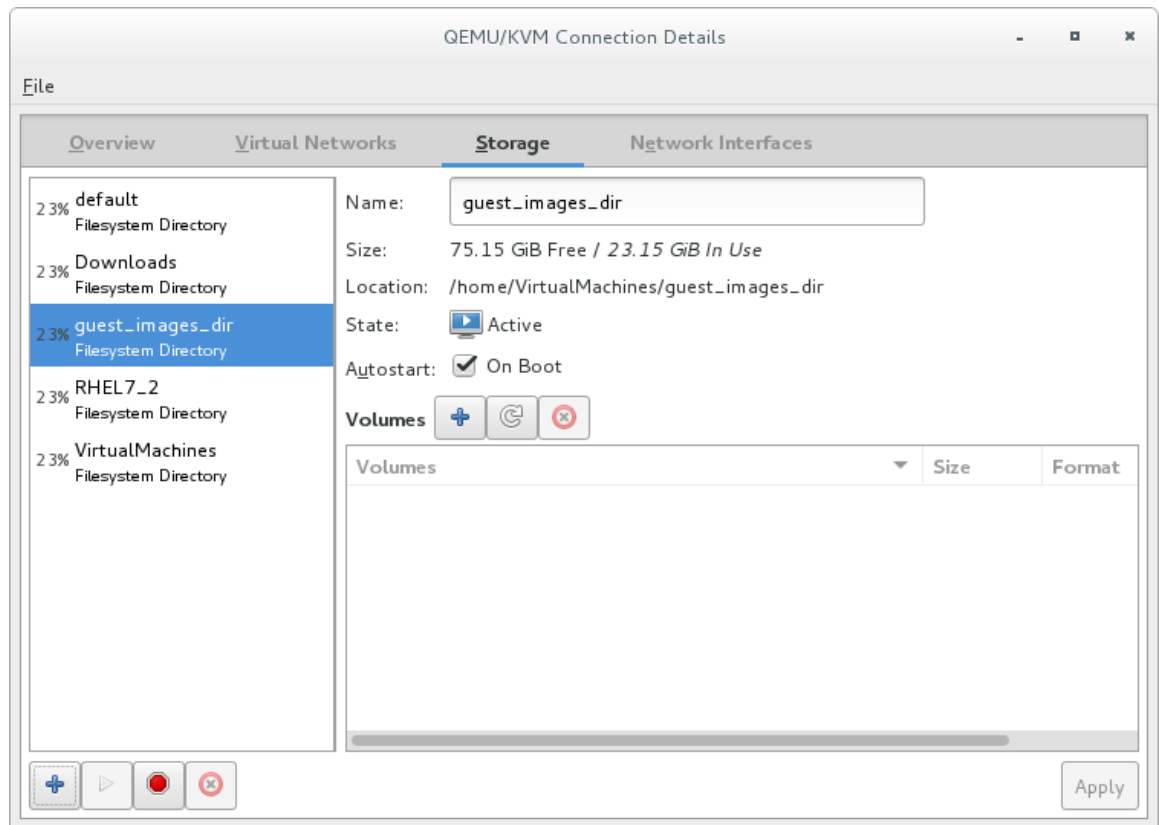 QEMU/KVM Connection Details
File
Overview Virtual Networks Storage Network Interfaces
23% default
Filesystem Directory
23% Downloads
Filesystem Directory
23% guest_images_dir
Filesystem Directory
23% RHEL7_2
Filesystem Directory
23% VirtualMachines
Filesystem Directory
Name: guest_images_dir
Size: 75.15 GiB Free / 23.15 GiB In Use
Location: /home/VirtualMachines/guest_images_dir
State: Active
Autostart: On Boot
Volumes
Volumes Size Format
Apply